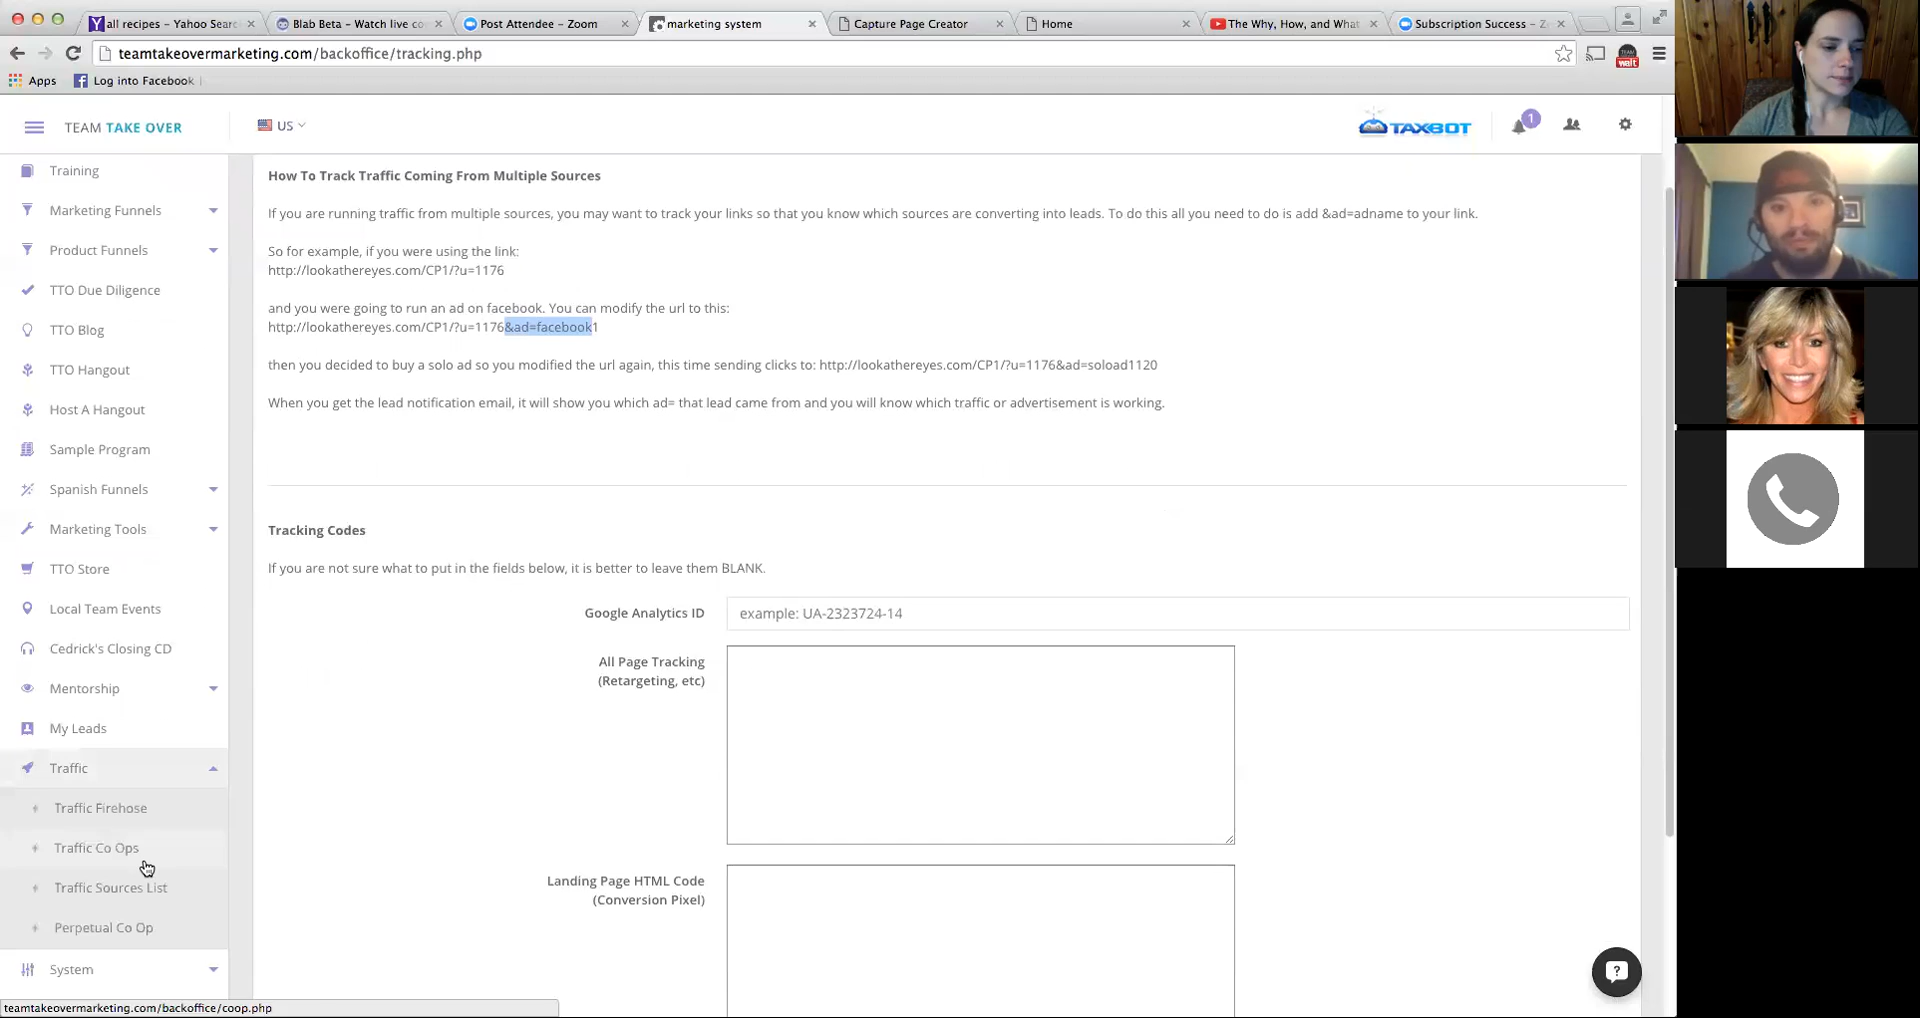 all recipes - Yahoo Searc
Blab Beta - Watch live co
Post Attendee - Zoom
marketing system
Capture Page Creator
Home
The Why, How, and What
Subscription Success - Z
teamtakeovermarketing.com/backoffice/tracking.php
walt
Apps
Log into Facebook
TEAM TAKE OVER
US
TAXBOT
1
Training
Marketing Funnels
Product Funnels
TTO Due Diligence
TTO Blog
TTO Hangout
Host A Hangout
Sample Program
Spanish Funnels
Marketing Tools
TTO Store
Local Team Events
Cedrick's Closing CD
Mentorship
My Leads
Traffic
Traffic Firehose
Traffic Co Ops
Traffic Sources List
Perpetual Co Op
System
How To Track Traffic Coming From Multiple Sources
If you are running traffic from multiple sources, you may want to track your links so that you know which sources are converting into leads. To do this all you need to do is add &ad=adname to your link.
So for example, if you were using the link:
http://lookathereyes.com/CP1/?u=1176
and you were going to run an ad on facebook. You can modify the url to this:
http://lookathereyes.com/CP1/?u=1176&ad=facebook1
then you decided to buy a solo ad so you modified the url again, this time sending clicks to: http://lookathereyes.com/CP1/?u=1176&ad=soload1120
When you get the lead notification email, it will show you which ad= that lead came from and you will know which traffic or advertisement is working.
Tracking Codes
If you are not sure what to put in the fields below, it is better to leave them BLANK.
Google Analytics ID
example: UA-2323724-14
All Page Tracking
(Retargeting, etc)
Landing Page HTML Code
(Conversion Pixel)
teamtakeovermarketing.com/backoffice/coop.php